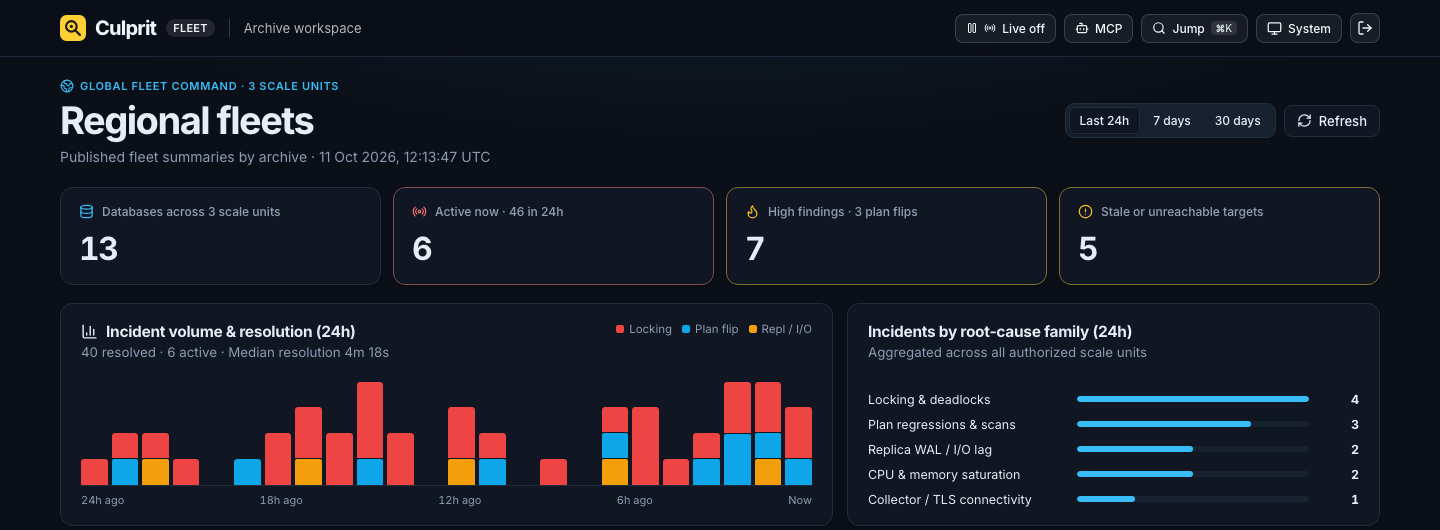 Culprit FLEET Archive workspace Live off MCP Jump ⌘K System
GLOBAL FLEET COMMAND · 3 SCALE UNITS
Regional fleets
Last 24h 7 days 30 days Refresh
Published fleet summaries by archive · 11 Oct 2026, 12:13:47 UTC
Databases across 3 scale units
13
Active now · 46 in 24h
6
High findings · 3 plan flips
7
Stale or unreachable targets
5
Incident volume & resolution (24h)
Locking Plan flip Repl / I/O
40 resolved · 6 active · Median resolution 4m 18s
24h ago 18h ago 12h ago 6h ago Now
Incidents by root-cause family (24h)
Aggregated across all authorized scale units
Locking & deadlocks 4
Plan regressions & scans 3
Replica WAL / I/O lag 2
CPU & memory saturation 2
Collector / TLS connectivity 1